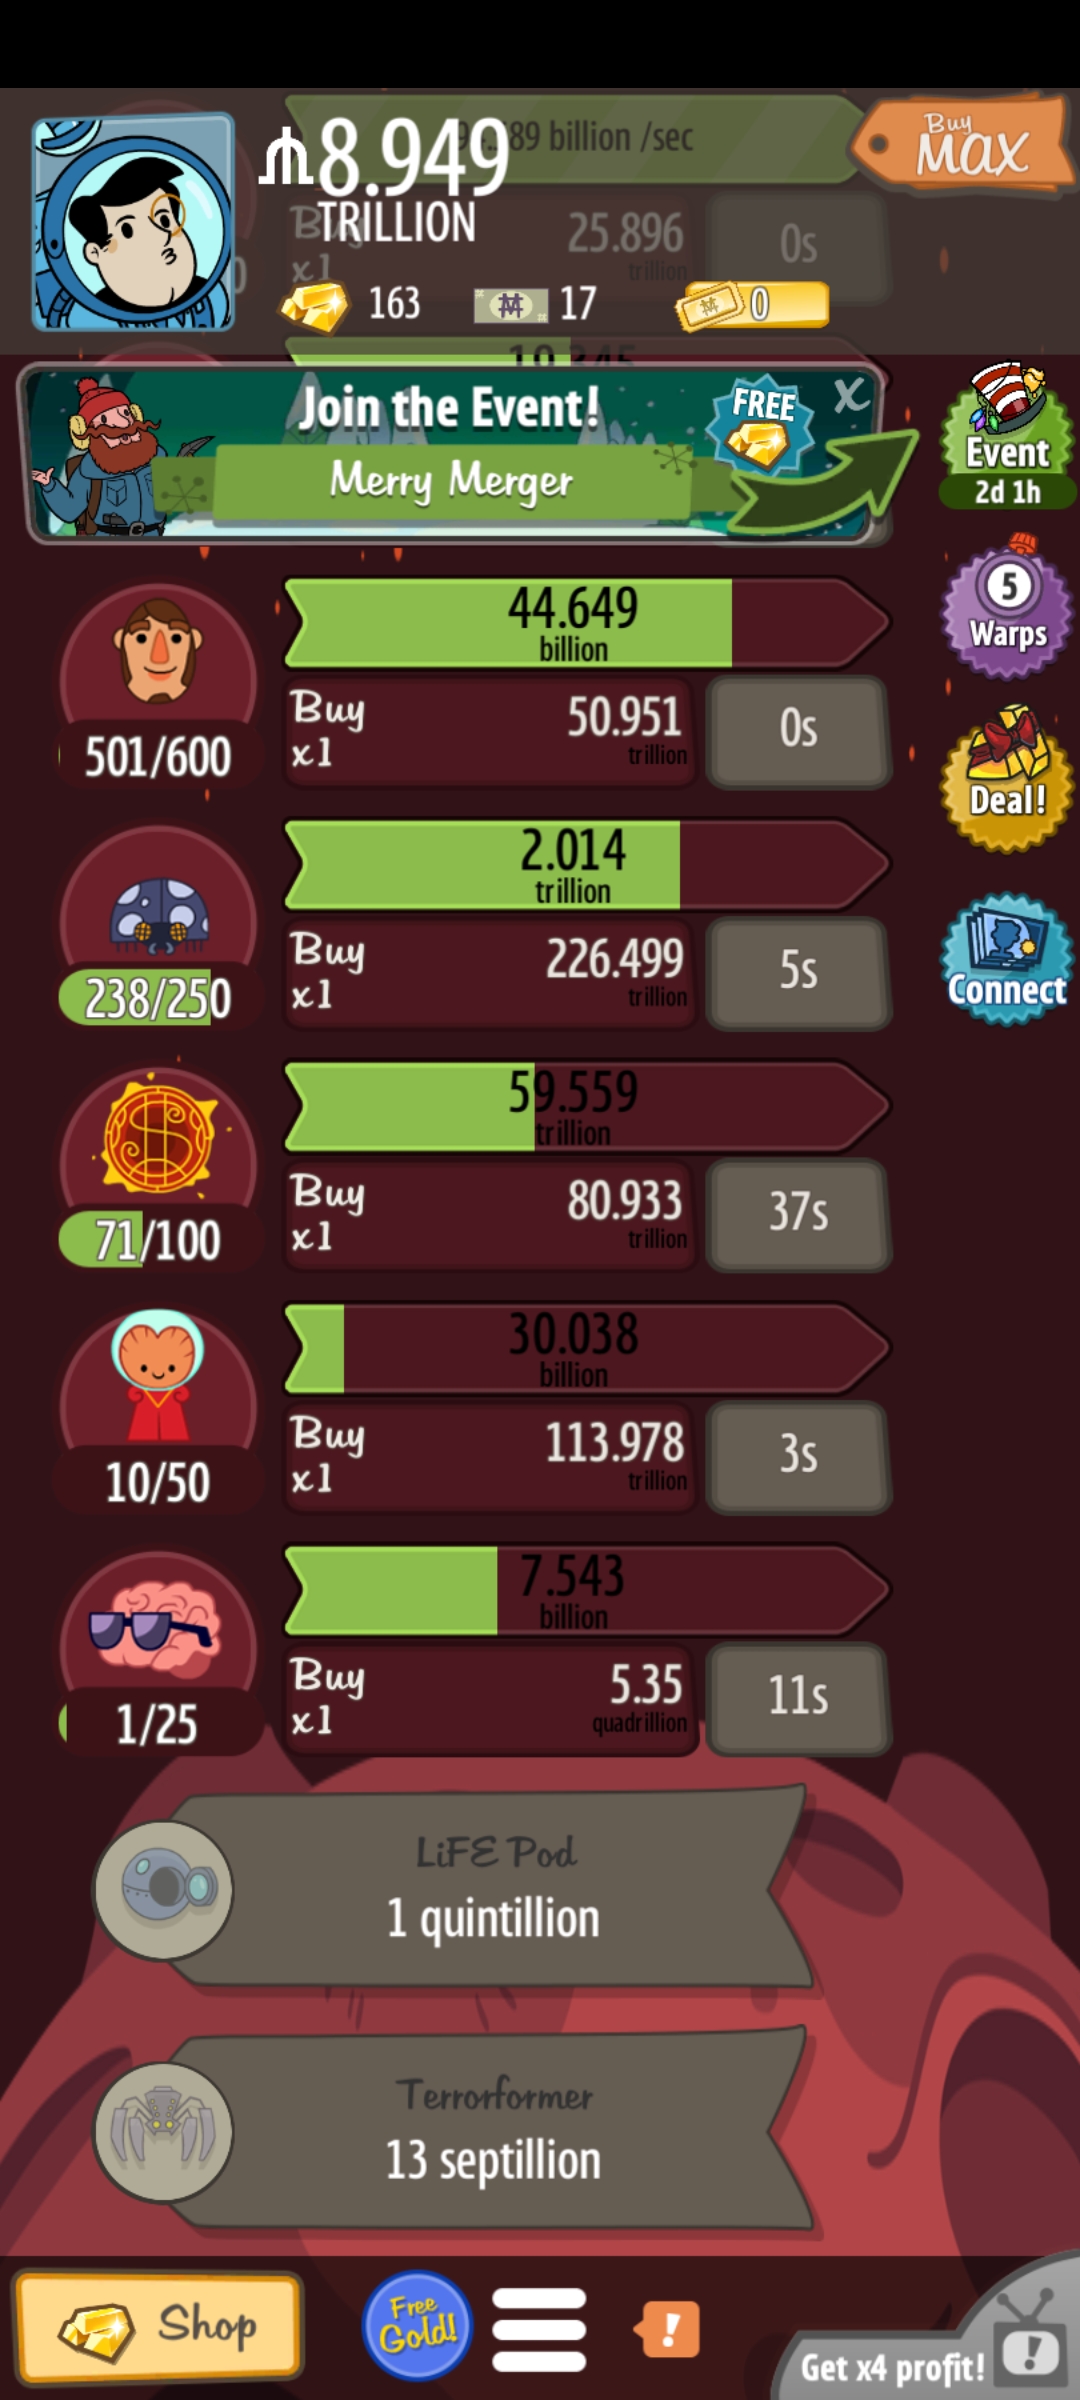 billion /sec
Buy
MAX
8.949
TRILLION
Buy
x1
25.896
trillion
0s
163
17
0
Join the Event!
FREE
X
Merry Merger
Event
2d 1h
44.649
billion
5
Warps
501/600
Buy
x1
50.951
trillion
0s
Deal!
2.014
trillion
238/250
Buy
x1
226.499
trillion
5s
Connect
59.559
trillion
71/100
Buy
x1
80.933
trillion
37s
30.038
billion
10/50
Buy
x1
113.978
trillion
3s
7.543
billion
1/25
Buy
x1
5.35
quadrillion
11s
LiFE Pod
1 quintillion
Terrorformer
13 septillion
Shop
Free
Gold!
!
Get x4 profit!
!